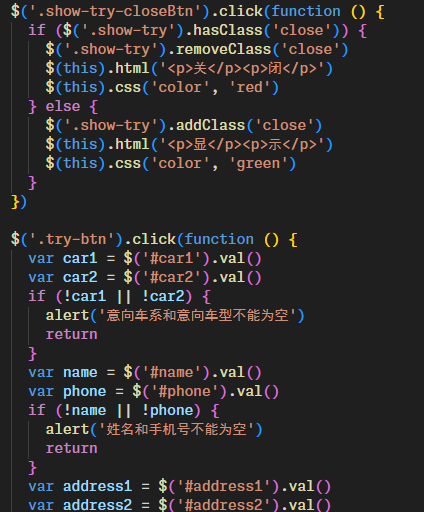 $('.show-try-closeBtn').click(function () {
  if ($('.show-try').hasClass('close')) {
    $('.show-try').removeClass('close')
    $(this).html('<p>关</p><p>闭</p>')
    $(this).css('color', 'red')
  } else {
    $('.show-try').addClass('close')
    $(this).html('<p>显</p><p>示</p>')
    $(this).css('color', 'green')
  }
})

$('.try-btn').click(function () {
  var car1 = $('#car1').val()
  var car2 = $('#car2').val()
  if (!car1 || !car2) {
    alert('意向车系和意向车型不能为空')
    return
  }
  var name = $('#name').val()
  var phone = $('#phone').val()
  if (!name || !phone) {
    alert('姓名和手机号不能为空')
    return
  }
  var address1 = $('#address1').val()
  var address2 = $('#address2').val()